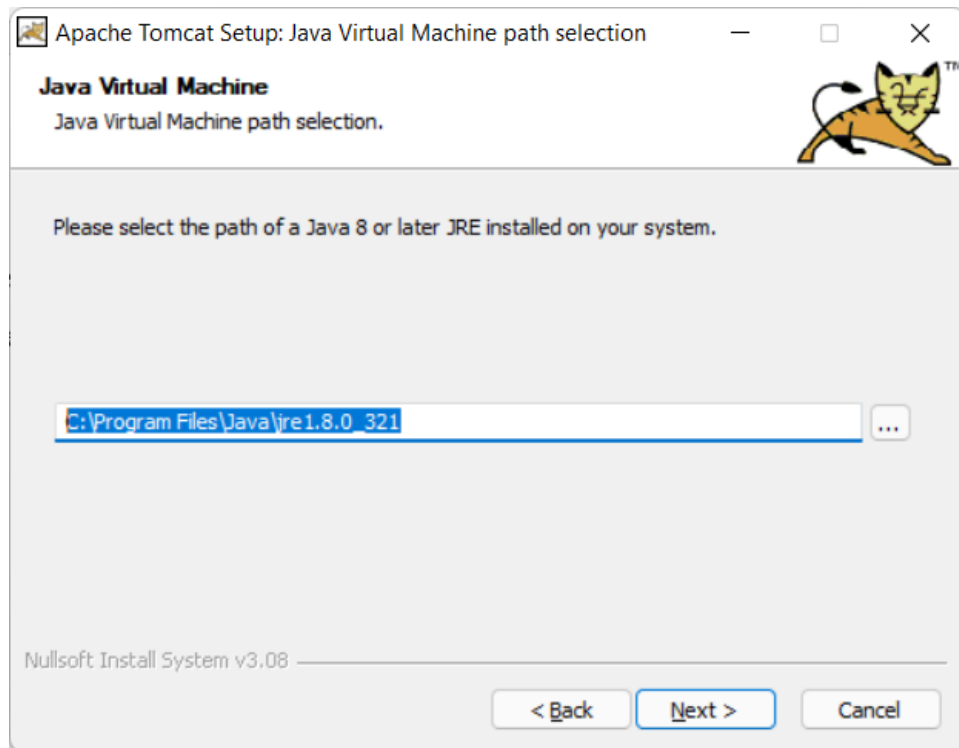 Apache Tomcat Setup: Java Virtual Machine path selection
Java Virtual Machine
Java Virtual Machine path selection.
TM
Please select the path of a Java 8 or later JRE installed on your system.
C:\Program Files\Java\jre1.8.0_321
...
Nullsoft Install System v3.08
< Back
Next >
Cancel